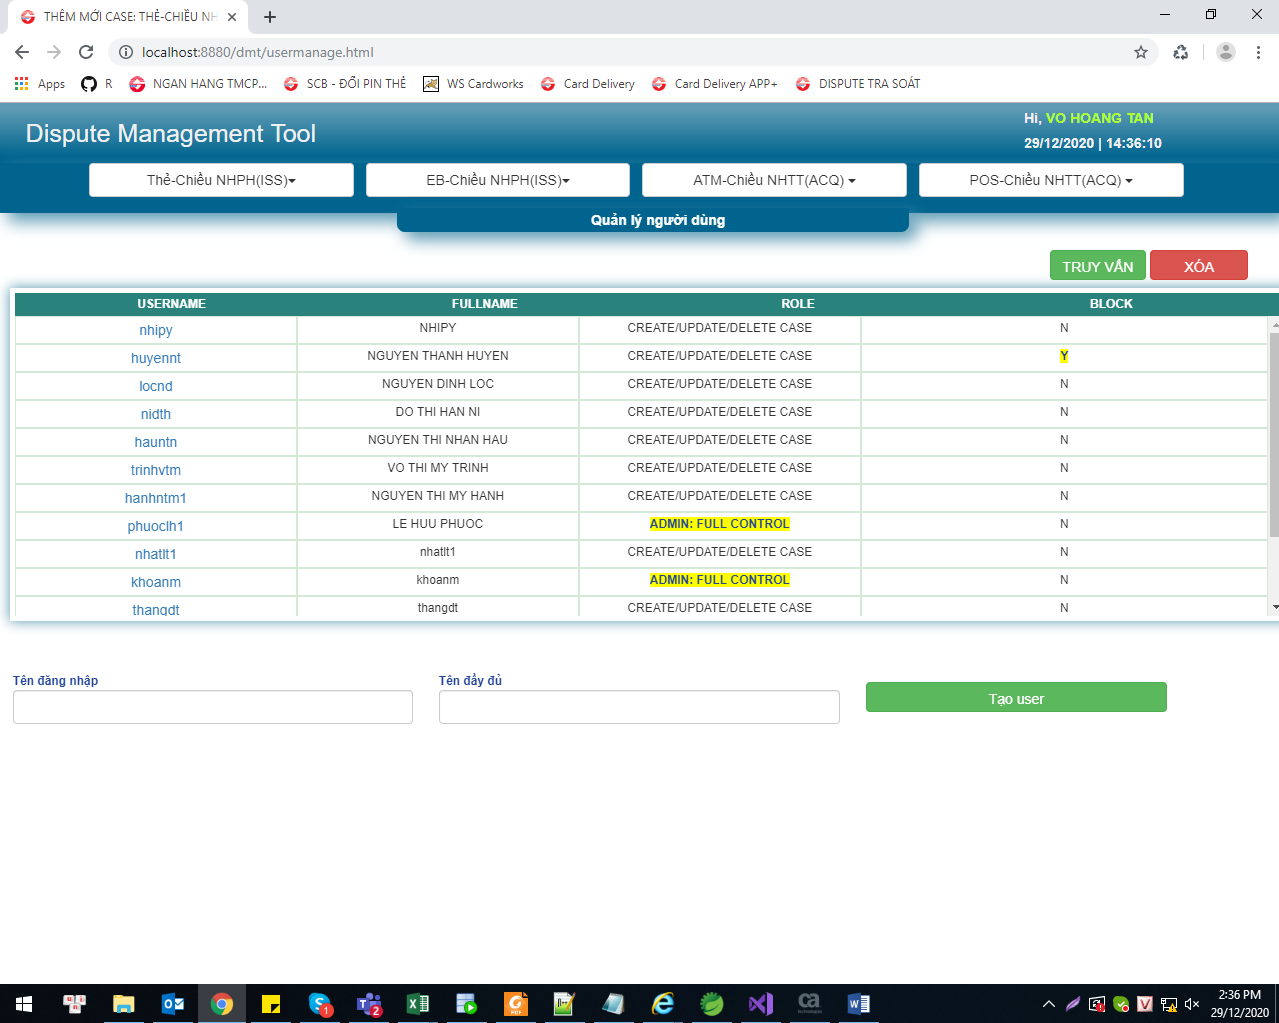 THÊM MỚI CASE: THẺ-CHIỀU NH
localhost:8880/dmt/usermanage.html
Apps R NGAN HANG TMCP... SCB - ĐỔI PIN THẺ WS Cardworks Card Delivery Card Delivery APP+ DISPUTE TRA SOÁT
Dispute Management Tool
Hi, VO HOANG TAN
29/12/2020 | 14:36:10
Thẻ-Chiều NHPH(ISS) EB-Chiều NHPH(ISS) ATM-Chiều NHTT(ACQ) POS-Chiều NHTT(ACQ)
Quản lý người dùng
TRUY VẤN XÓA
USERNAME FULLNAME ROLE BLOCK
nhipy NHIPY CREATE/UPDATE/DELETE CASE N
huyennt NGUYEN THANH HUYEN CREATE/UPDATE/DELETE CASE Y
locnd NGUYEN DINH LOC CREATE/UPDATE/DELETE CASE N
nidth DO THI HAN NI CREATE/UPDATE/DELETE CASE N
hauntn NGUYEN THI NHAN HAU CREATE/UPDATE/DELETE CASE N
trinhvtm VO THI MY TRINH CREATE/UPDATE/DELETE CASE N
hanhntm1 NGUYEN THI MY HANH CREATE/UPDATE/DELETE CASE N
phuoclh1 LE HUU PHUOC ADMIN: FULL CONTROL N
nhatlt1 nhatlt1 CREATE/UPDATE/DELETE CASE N
khoanm khoanm ADMIN: FULL CONTROL N
thangdt thangdt CREATE/UPDATE/DELETE CASE N
Tên đăng nhập Tên đầy đủ
Tạo user
2:36 PM
29/12/2020